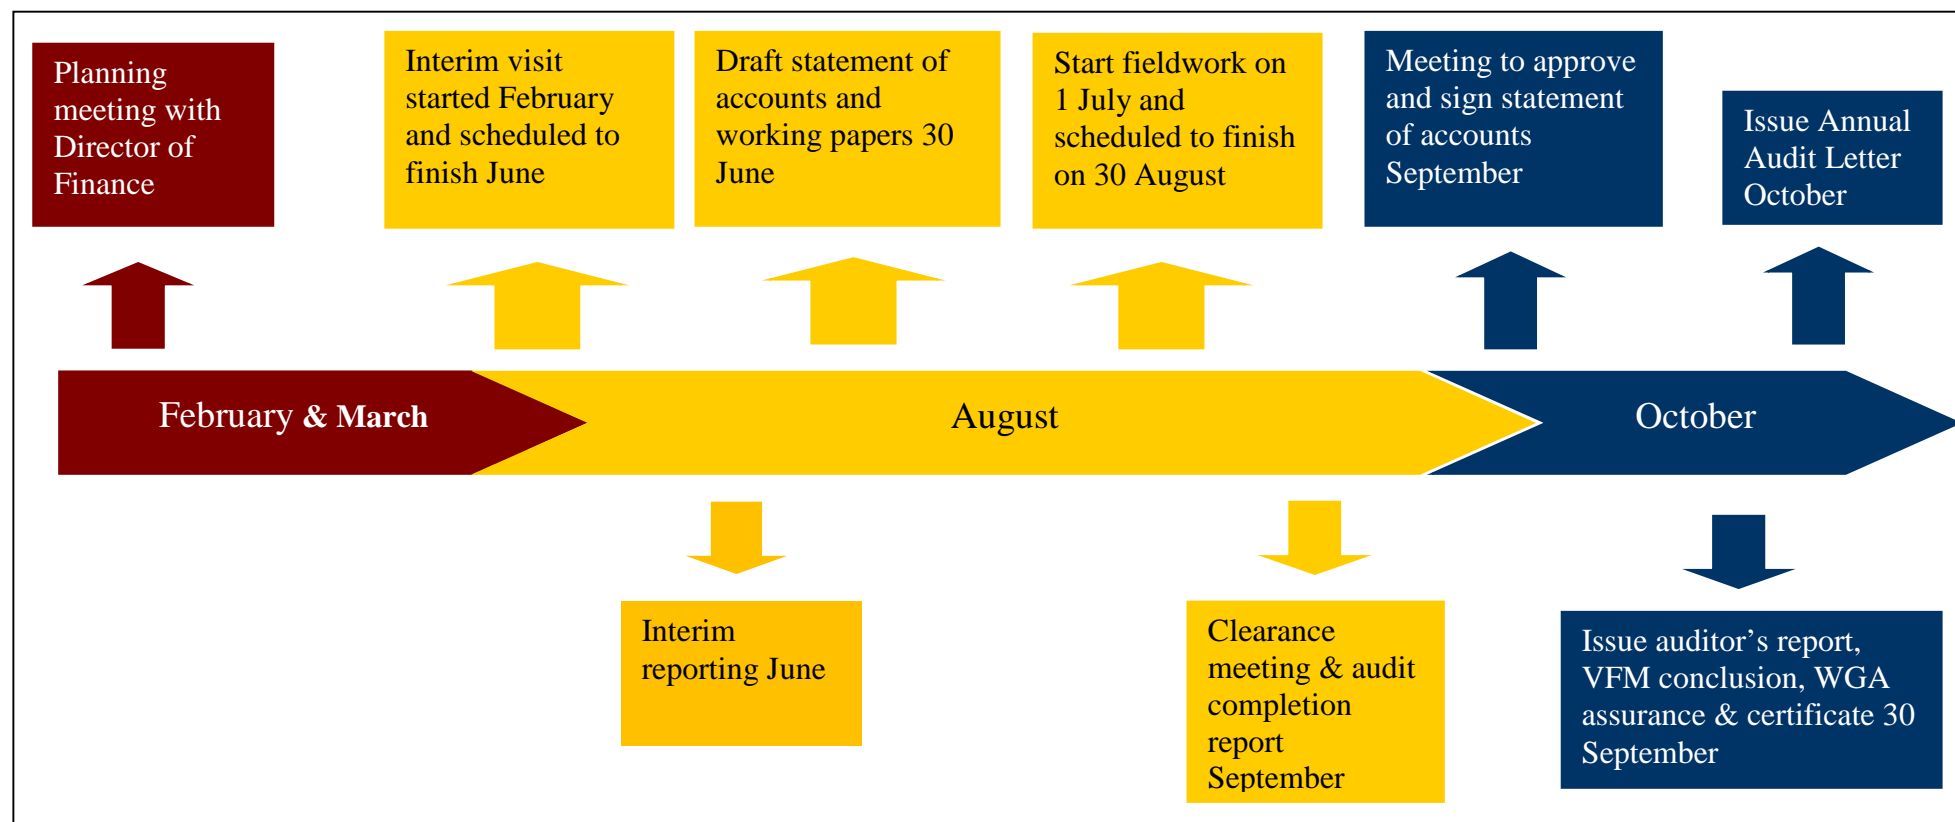 Planning
meeting with
Director of
Finance
Interim visit
started February
and scheduled to
finish June
Draft statement of
accounts and
working papers 30
June
Start fieldwork on
1 July and
scheduled to finish
on 30 August
Meeting to approve
and sign statement
of accounts
September
Issue Annual
Audit Letter
October
February & March
August
October
Interim
reporting June
Clearance
meeting & audit
completion
report
September
Issue auditor’s report,
VFM conclusion, WGA
assurance & certificate 30
September